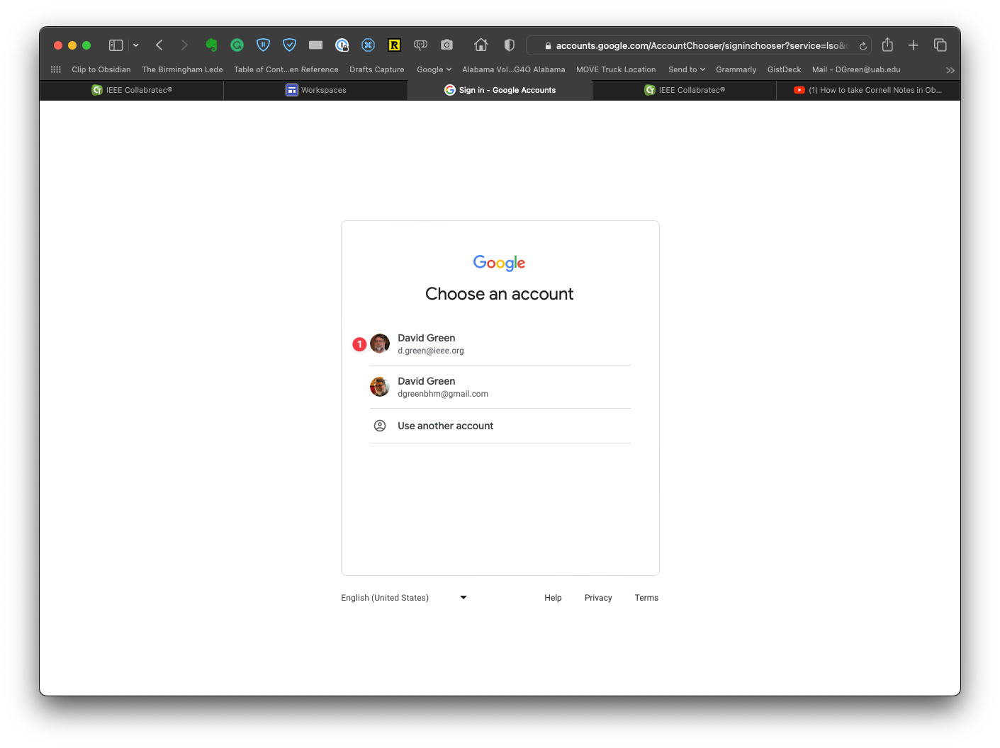 accounts.google.com/AccountChooser/signinchooser?service=lso&
Clip to Obsidian The Birmingham Lede Table of Cont...en Reference Drafts Capture Google Alabama Vol...G4O Alabama MOVE Truck Location Send to Grammarly GistDeck Mail - DGreen@uab.edu
IEEE Collabratec® Workspaces Sign in - Google Accounts IEEE Collabratec® (1) How to take Cornell Notes in Ob...
Google
Choose an account
1
David Green
d.green@ieee.org
David Green
dgreenbhm@gmail.com
Use another account
English (United States) Help Privacy Terms